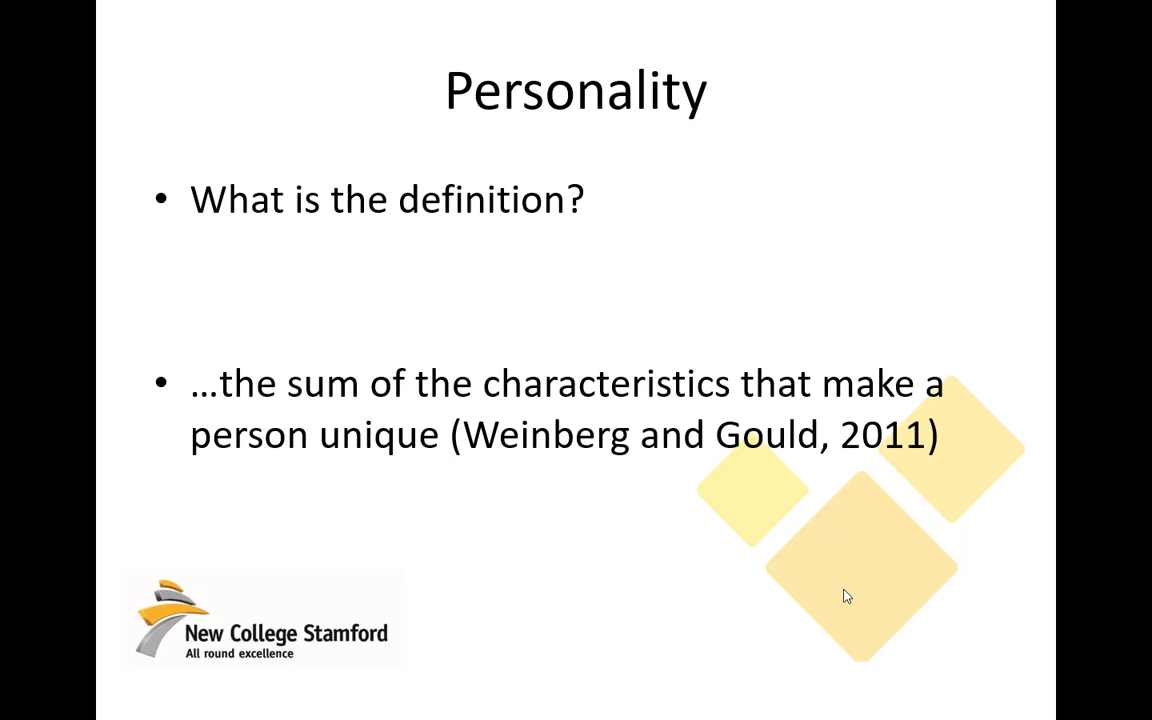 Personality
• What is the definition?
• …the sum of the characteristics that make a
person unique (Weinberg and Gould, 2011)
New College Stamford
All round excellence